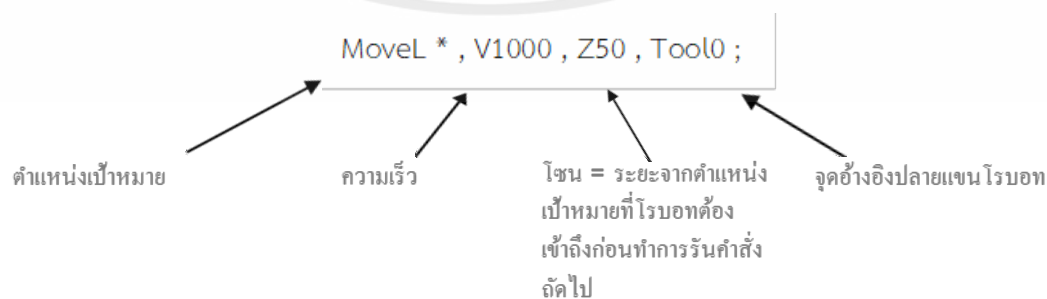 MoveL * , V1000 , Z50 , Tool0 ;
ตำแหน่งเป้าหมาย
ความเร็ว
โซน = ระยะจากตำแหน่ง
เป้าหมายที่โรบอทต้อง
เข้าถึงก่อนทำการรันคำสั่ง
ถัดไป
จุดอ้างอิงปลายแขนโรบอท